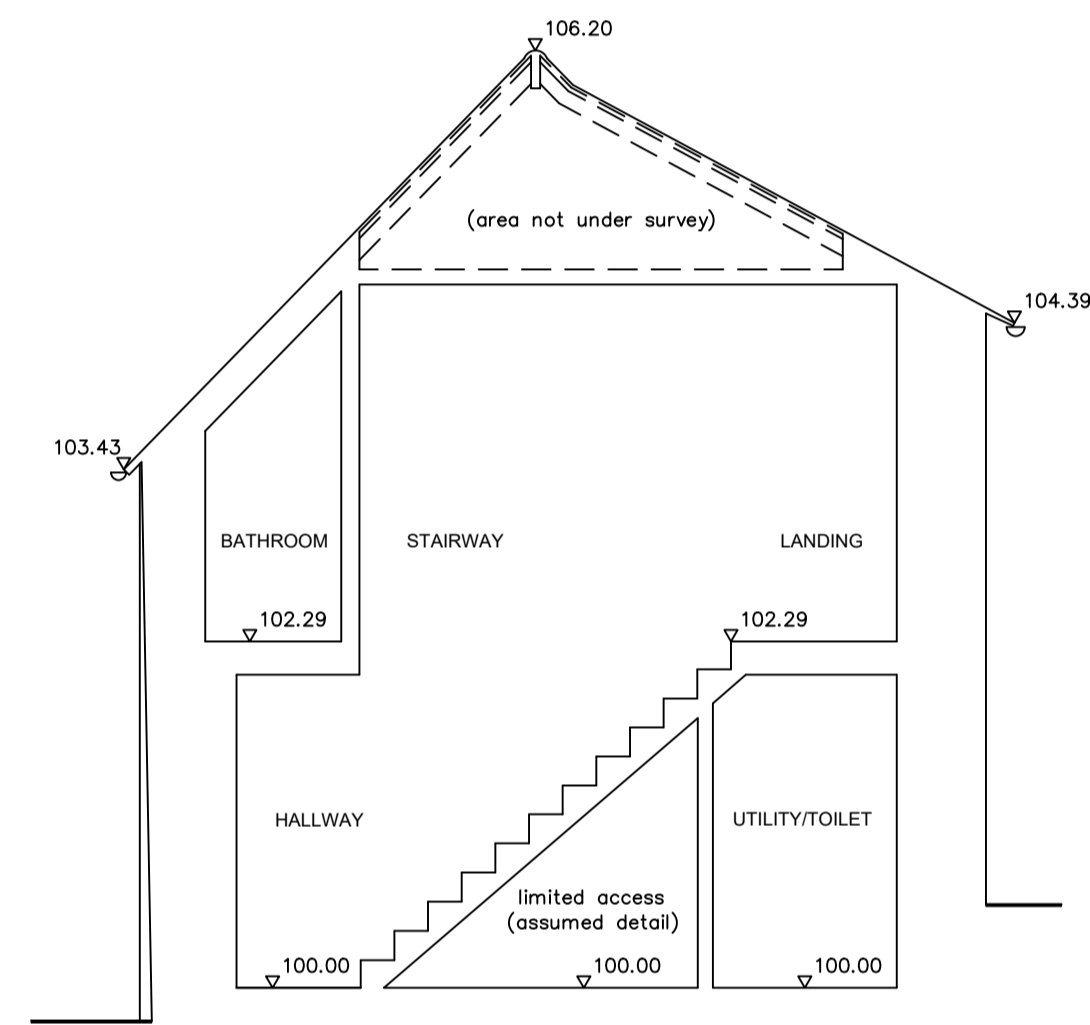 106.20
(area not under survey)
104.39
103.43
BATHROOM
STAIRWAY
LANDING
102.29
102.29
HALLWAY
UTILITY/TOILET
limited access
(assumed detail)
100.00
100.00
100.00